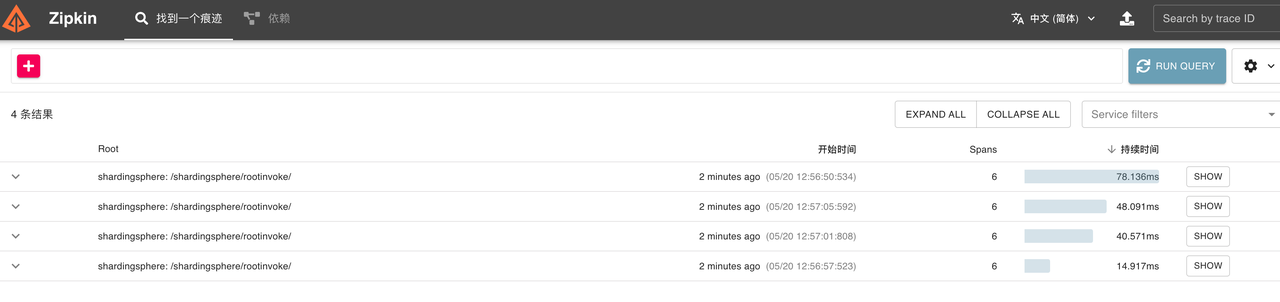 Zipkin 找到一个痕迹 依赖 中文 (简体) Search by trace ID
RUN QUERY
4 条结果 EXPAND ALL COLLAPSE ALL Service filters
Root 开始时间 Spans 持续时间
shardingsphere: /shardingsphere/rootinvoke/ 2 minutes ago (05/20 12:56:50:534) 6 78.136ms SHOW
shardingsphere: /shardingsphere/rootinvoke/ 2 minutes ago (05/20 12:57:05:592) 6 48.091ms SHOW
shardingsphere: /shardingsphere/rootinvoke/ 2 minutes ago (05/20 12:57:01:808) 6 40.571ms SHOW
shardingsphere: /shardingsphere/rootinvoke/ 2 minutes ago (05/20 12:56:57:523) 6 14.917ms SHOW